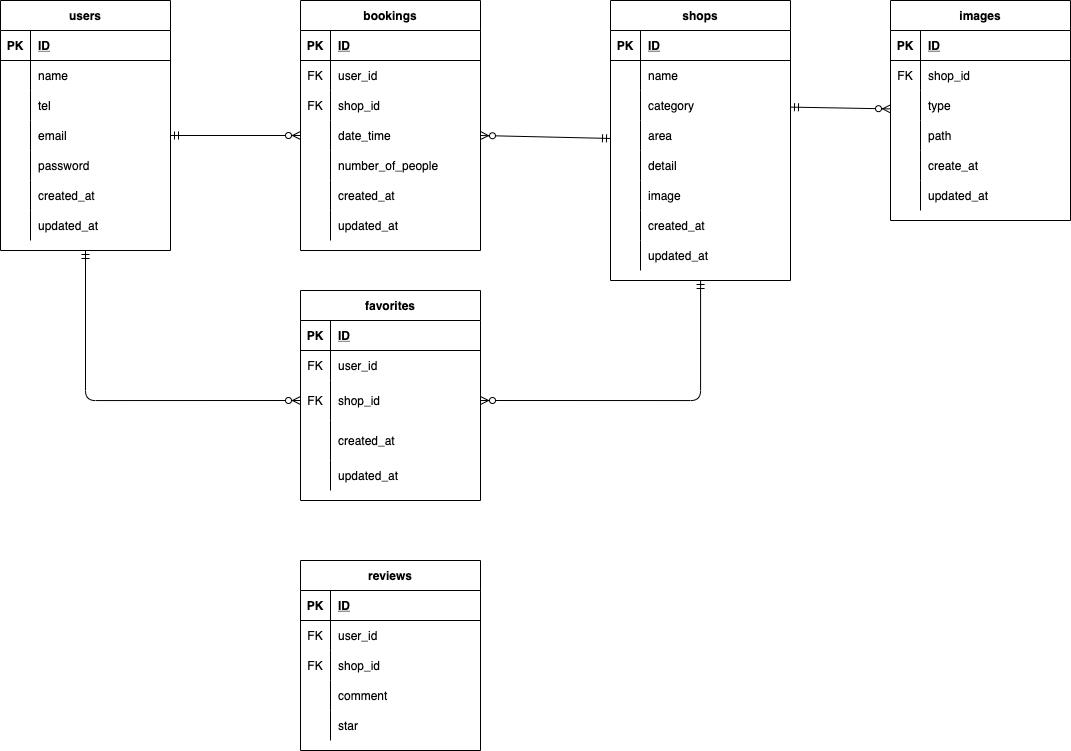 users
PK ID
name
tel
email
password
created_at
updated_at
bookings
PK ID
FK user_id
FK shop_id
date_time
number_of_people
created_at
updated_at
shops
PK ID
name
category
area
detail
image
created_at
updated_at
images
PK ID
FK shop_id
type
path
create_at
updated_at
favorites
PK ID
FK user_id
FK shop_id
created_at
updated_at
reviews
PK ID
FK user_id
FK shop_id
comment
star